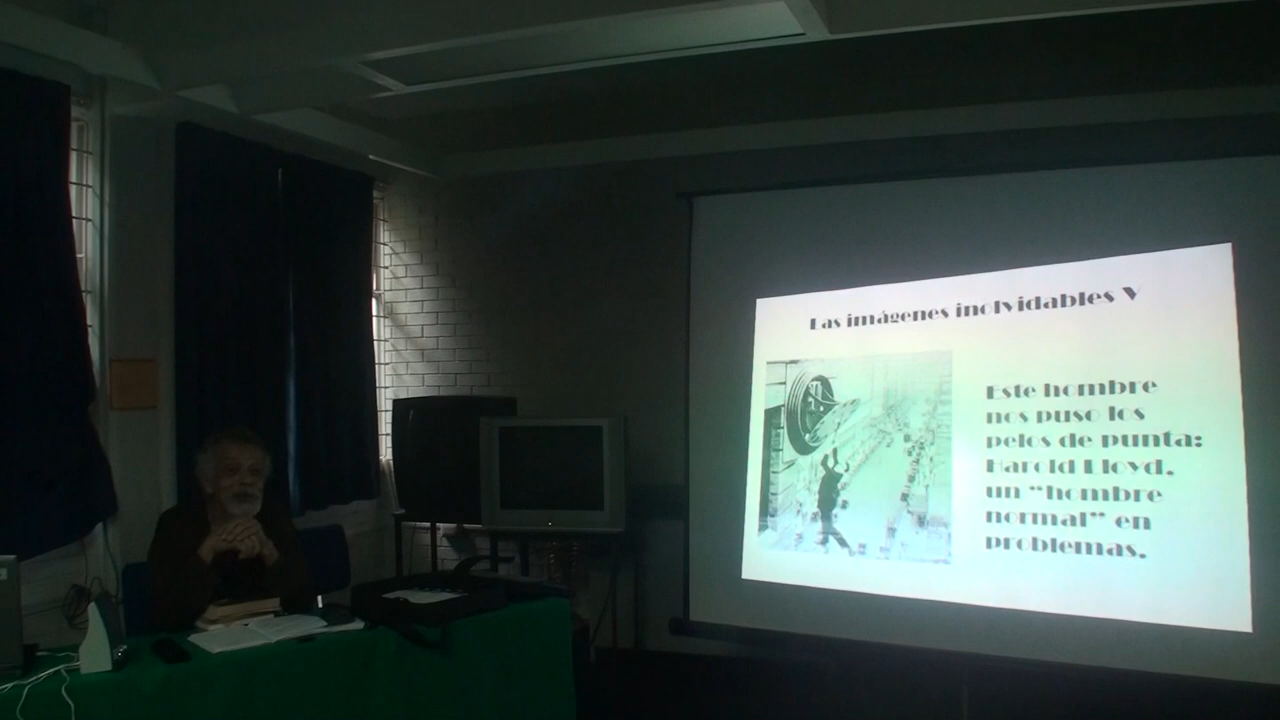 Las imágenes inolvidables V
Este hombre
nos puso los
pelos de punta:
Harold Lloyd,
un "hombre
normal" en
problemas.